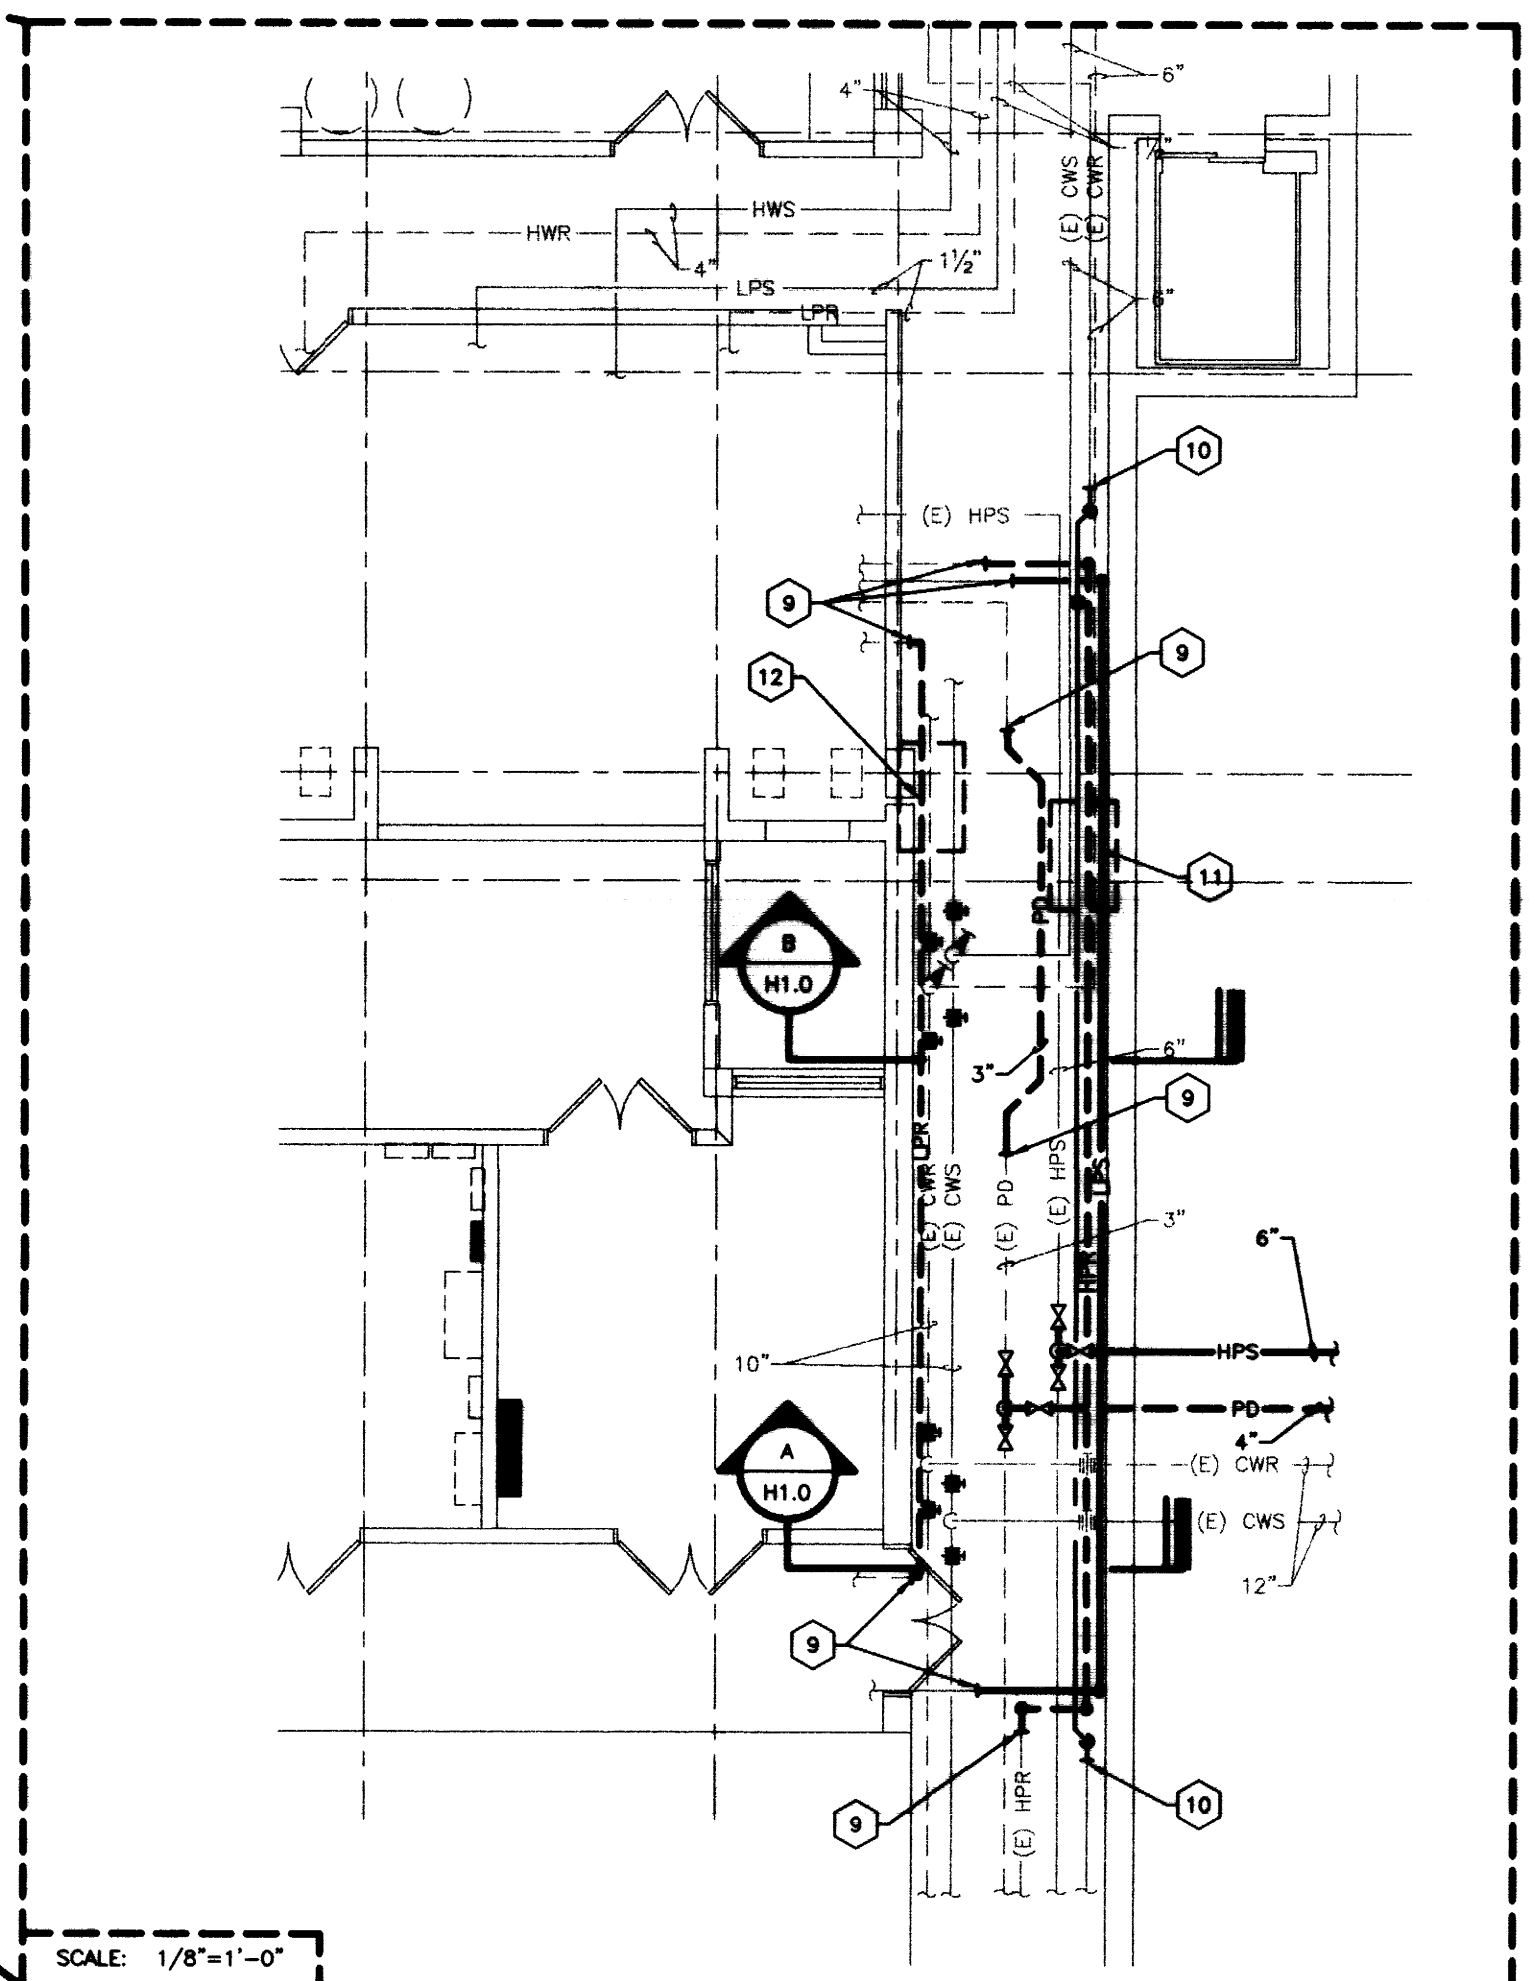 6"
4"
(E) CWS
(E) CWR
HWS
HWR
4"
1½"
LPS
6"
LPR
10
(E) HPS
9
9
12
11
PD
B
H1.0
3"
6"
9
LPR
(E) CWR
(E) CWS
(E) PD
(E) HPS
LPS
3"
6"
HPR
HPS
10"
PD
4"
A
H1.0
(E) CWR
(E) CWS
12"
9
(E) HPR
10
9
SCALE: 1/8"=1'-0"